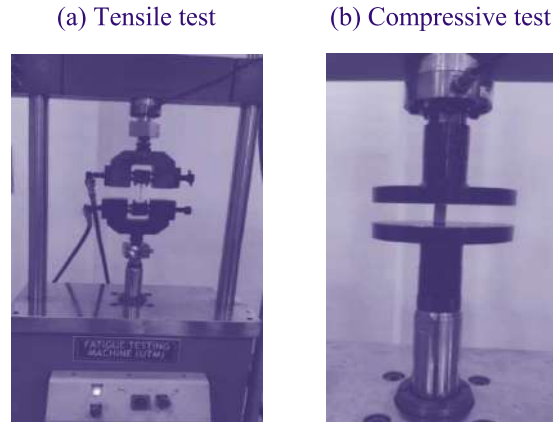 (a) Tensile test
(b) Compressive test
FATIGUE TESTING
MACHINE (UTM)